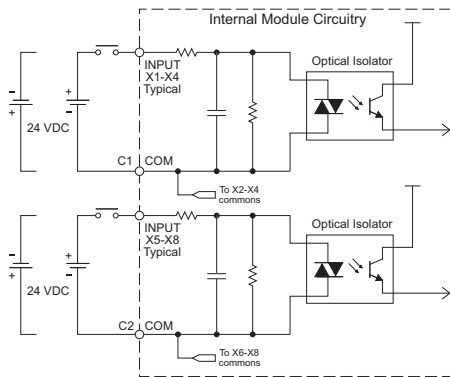 Internal Module Circuitry
INPUT
X1-X4
Typical
Optical Isolator
-
+
+
-
24 VDC
C1
COM
To X2-X4
commons
INPUT
X5-X8
Typical
Optical Isolator
-
+
+
-
24 VDC
C2
COM
To X6-X8
commons